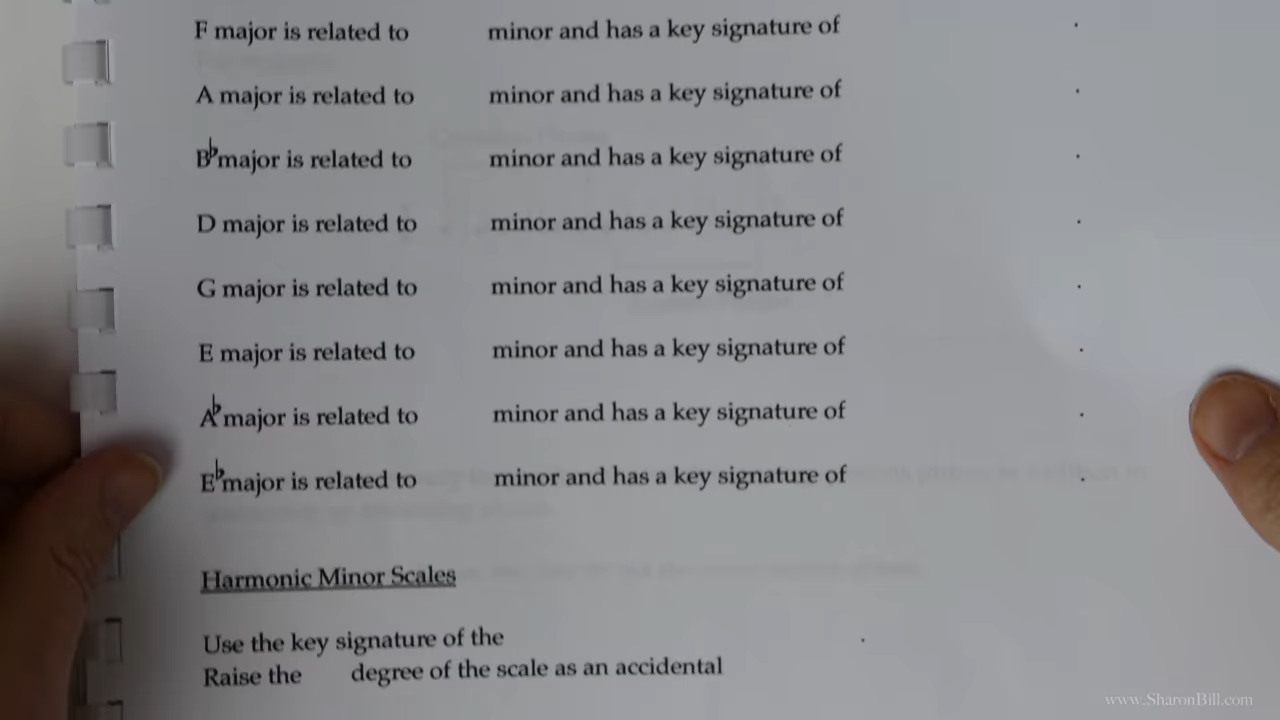 F major is related to minor and has a key signature of .
A major is related to minor and has a key signature of .
B♭ major is related to minor and has a key signature of .
D major is related to minor and has a key signature of .
G major is related to minor and has a key signature of .
E major is related to minor and has a key signature of .
A♭ major is related to minor and has a key signature of .
E♭ major is related to minor and has a key signature of .
Harmonic Minor Scales
Use the key signature of the .
Raise the degree of the scale as an accidental
www.SharonBill.com